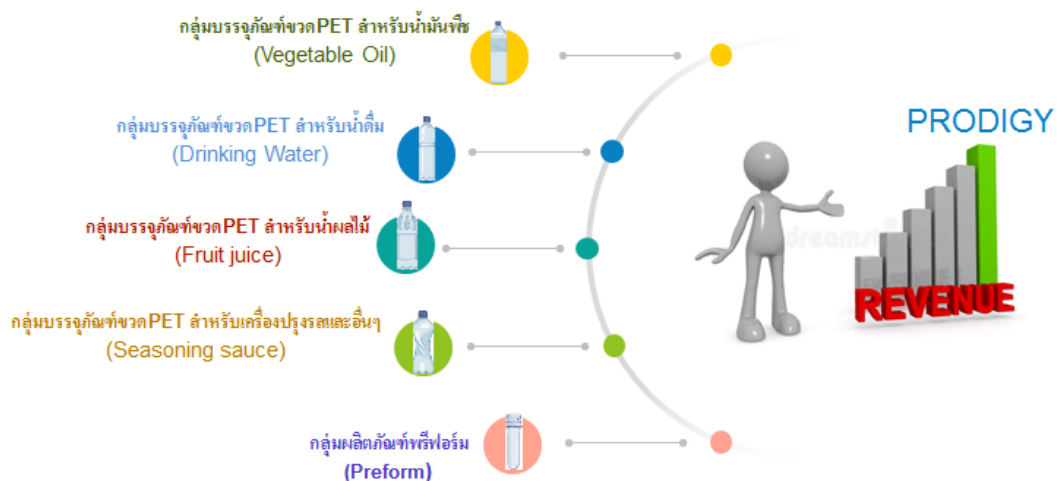 กลุ่มบรรจุภัณฑ์ขวดPET สำหรับน้ำมันพืช
(Vegetable Oil)
กลุ่มบรรจุภัณฑ์ขวดPET สำหรับน้ำดื่ม
(Drinking Water)
กลุ่มบรรจุภัณฑ์ขวดPET สำหรับน้ำผลไม้
(Fruit juice)
กลุ่มบรรจุภัณฑ์ขวดPET สำหรับเครื่องปรุงรสและอื่นๆ
(Seasoning sauce)
กลุ่มผลิตภัณฑ์พรีฟอร์ม
(Preform)
PRODIGY
REVENUE